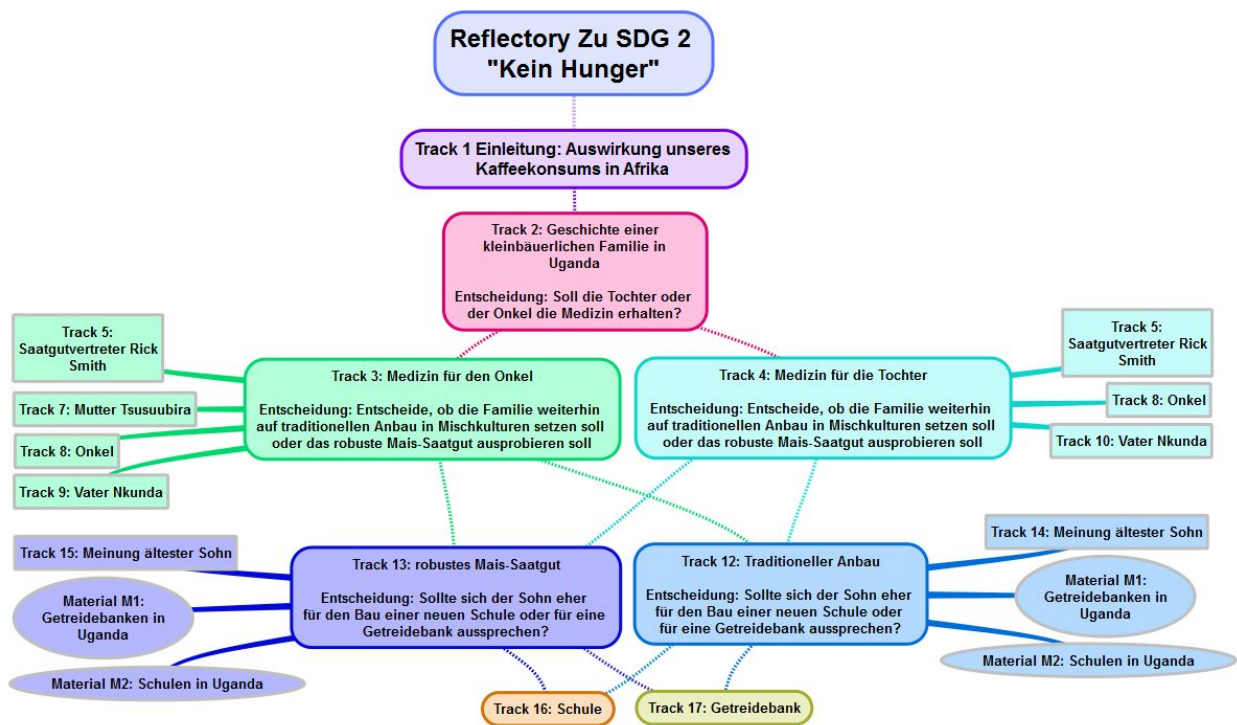 Reflectory Zu SDG 2
"Kein Hunger"
Track 1 Einleitung: Auswirkung unseres
Kaffeekonsums in Afrika
Track 2: Geschichte einer
kleinbäuerlichen Familie in
Uganda
Entscheidung: Soll die Tochter oder
der Onkel die Medizin erhalten?
Track 5:
Saatgutvertreter Rick
Smith
Track 7: Mutter Tsusuubira
Track 8: Onkel
Track 9: Vater Nkunda
Track 3: Medizin für den Onkel
Entscheidung: Entscheide, ob die Familie weiterhin
auf traditionellen Anbau in Mischkulturen setzen soll
oder das robuste Mais-Saatgut ausprobieren soll
Track 4: Medizin für die Tochter
Entscheidung: Entscheide, ob die Familie weiterhin
auf traditionellen Anbau in Mischkulturen setzen soll
oder das robuste Mais-Saatgut ausprobieren soll
Track 5:
Saatgutvertreter Rick
Smith
Track 8: Onkel
Track 10: Vater Nkunda
Track 15: Meinung ältester Sohn
Material M1:
Getreidebanken in
Uganda
Material M2: Schulen in Uganda
Track 13: robustes Mais-Saatgut
Entscheidung: Sollte sich der Sohn eher
für den Bau einer neuen Schule oder für eine
Getreidebank aussprechen?
Track 12: Traditioneller Anbau
Entscheidung: Sollte sich der Sohn eher
für den Bau einer neuen Schule oder
für eine Getreidebank aussprechen?
Track 14: Meinung ältester Sohn
Material M1:
Getreidebanken in
Uganda
Material M2: Schulen in Uganda
Track 16: Schule
Track 17: Getreidebank